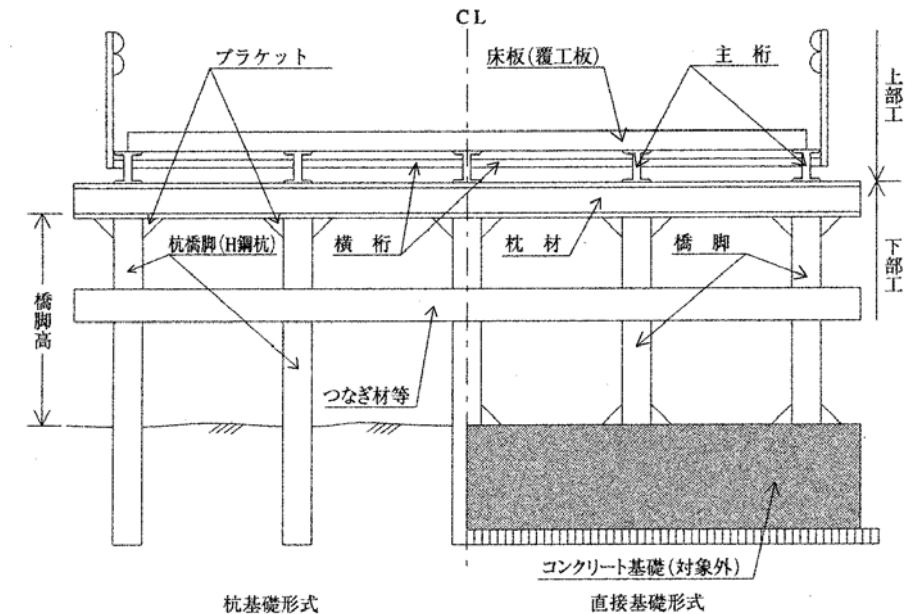 CL
ブラケット
床板(覆工板)
主桁
上部工
杭橋脚(H鋼杭)
横桁
枕材
橋脚
下部工
橋脚高
つなぎ材等
コンクリート基礎(対象外)
杭基礎形式
直接基礎形式